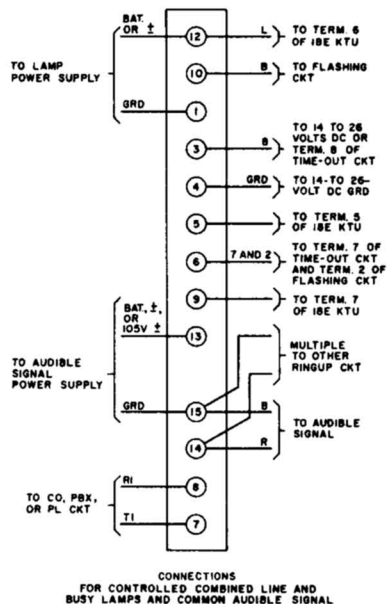 BAT.
OR ±
12
L
TO TERM. 6
OF 18E KTU
TO LAMP
POWER SUPPLY
10
B
TO FLASHING
CKT
GRD
1
3
B
TO 14 TO 26
VOLTS DC OR
TERM. 8 OF
TIME-OUT CKT
4
GRD
TO 14-TO 26-
VOLT DC GRD
5
TO TERM. 5
OF 18E KTU
6
7 AND 2
TO TERM. 7 OF
TIME-OUT CKT
AND TERM. 2 OF
FLASHING CKT
9
TO TERM. 7
OF 18E KTU
BAT., ±,
OR
105V ±
13
MULTIPLE
TO OTHER
RINGUP CKT
TO AUDIBLE
SIGNAL
POWER SUPPLY
GRD
15
B
TO AUDIBLE
SIGNAL
14
R
TO CO, PBX,
OR PL CKT
R1
8
T1
7
CONNECTIONS
FOR CONTROLLED COMBINED LINE AND
BUSY LAMPS AND COMMON AUDIBLE SIGNAL